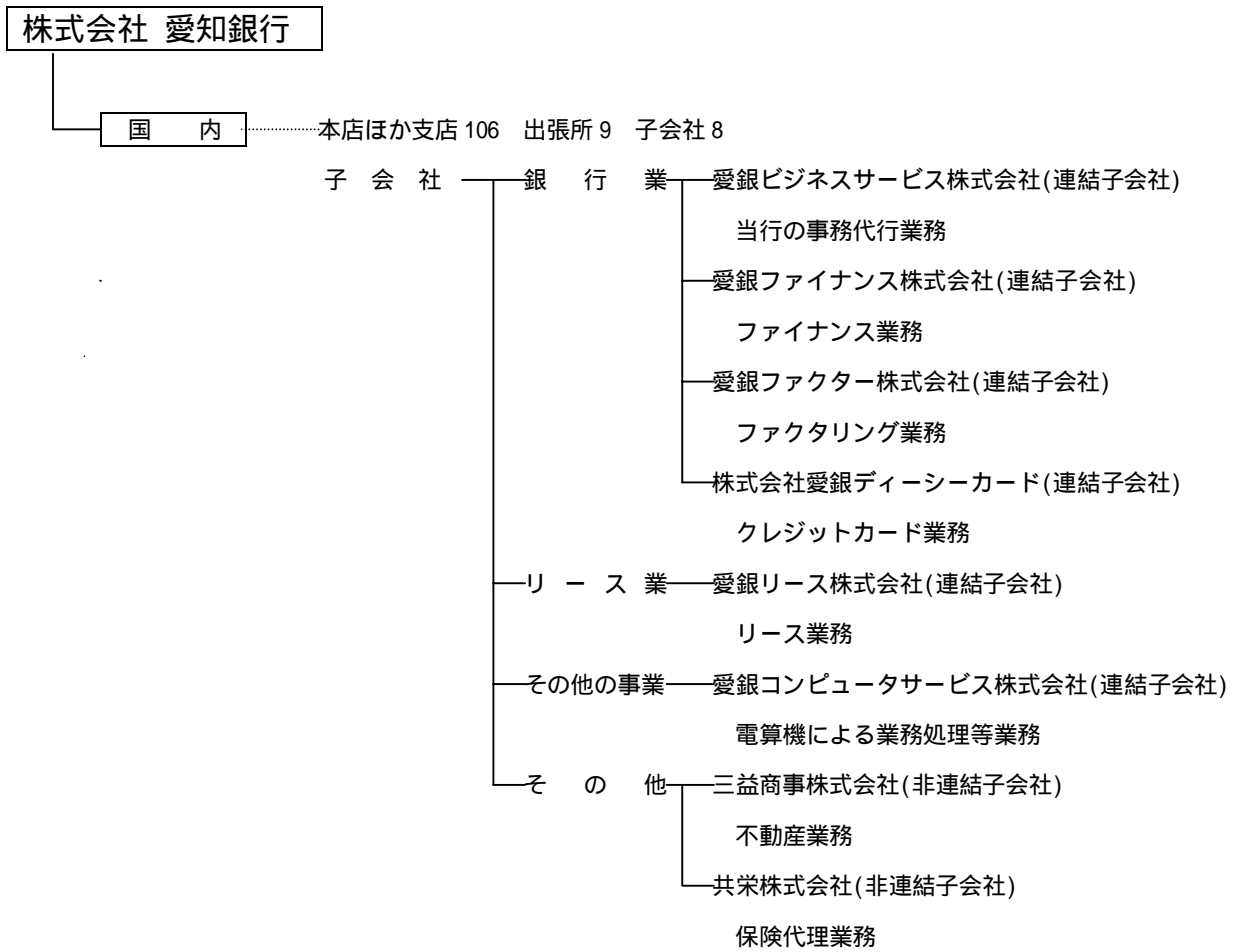 株式会社 愛知銀行
国 内 本店ほか支店 106 出張所 9 子会社 8
子 会 社 銀 行 業 愛銀ビジネスサービス株式会社(連結子会社)
当行の事務代行業務
愛銀ファイナンス株式会社(連結子会社)
ファイナンス業務
愛銀ファクター株式会社(連結子会社)
ファクタリング業務
株式会社愛銀ディーシーカード(連結子会社)
クレジットカード業務
リ ー ス 業 愛銀リース株式会社(連結子会社)
リース業務
その他の事業 愛銀コンピュータサービス株式会社(連結子会社)
電算機による業務処理等業務
そ の 他 三益商事株式会社(非連結子会社)
不動産業務
共栄株式会社(非連結子会社)
保険代理業務